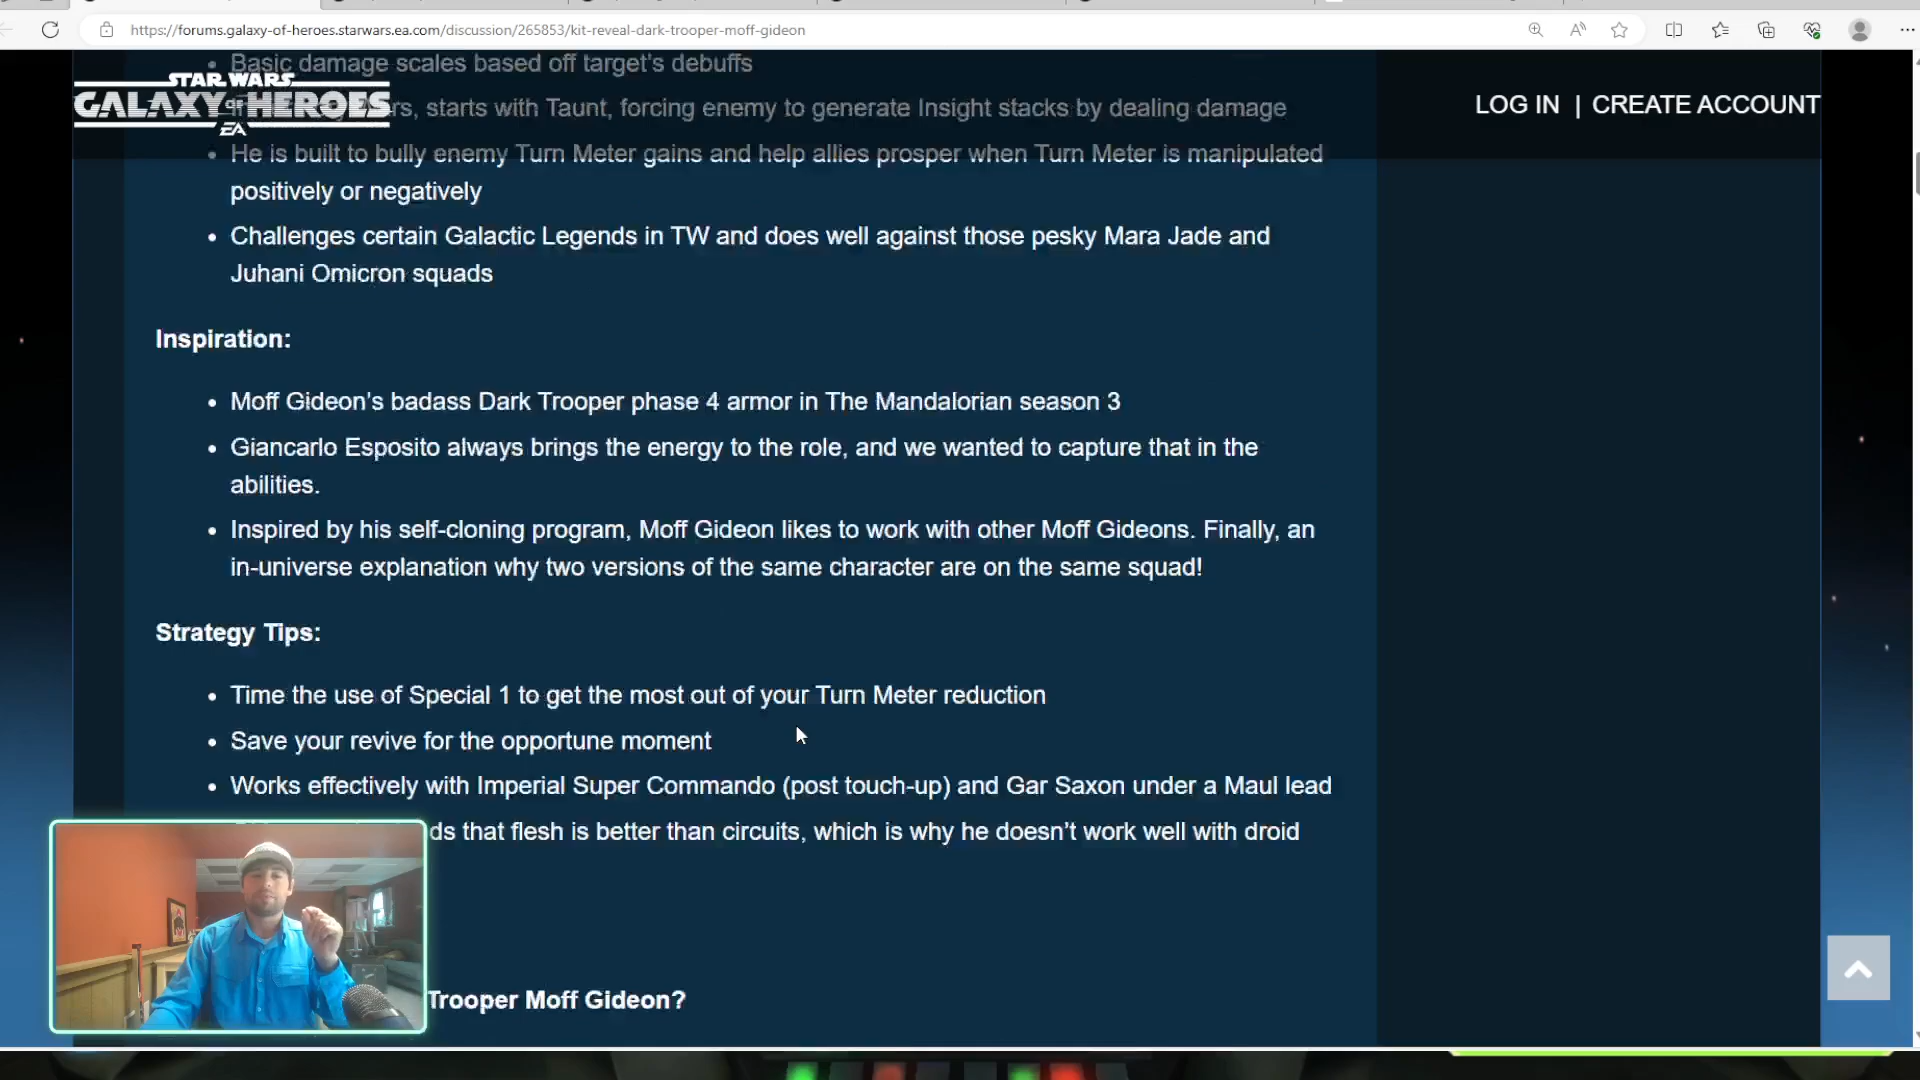 https://forums.galaxy-of-heroes.starwars.ea.com/discussion/265853/kit-reveal-dark-trooper-moff-gideon
Basic damage scales based off target's debuffs
STAR WARS
GALAXY OF HEROES
EA
LOG IN | CREATE ACCOUNT
starts with Taunt, forcing enemy to generate Insight stacks by dealing damage
He is built to bully enemy Turn Meter gains and help allies prosper when Turn Meter is manipulated
positively or negatively
Challenges certain Galactic Legends in TW and does well against those pesky Mara Jade and
Juhani Omicron squads
Inspiration:
Moff Gideon's badass Dark Trooper phase 4 armor in The Mandalorian season 3
Giancarlo Esposito always brings the energy to the role, and we wanted to capture that in the
abilities.
Inspired by his self-cloning program, Moff Gideon likes to work with other Moff Gideons. Finally, an
in-universe explanation why two versions of the same character are on the same squad!
Strategy Tips:
Time the use of Special 1 to get the most out of your Turn Meter reduction
Save your revive for the opportune moment
Works effectively with Imperial Super Commando (post touch-up) and Gar Saxon under a Maul lead
ds that flesh is better than circuits, which is why he doesn't work well with droid
Trooper Moff Gideon?